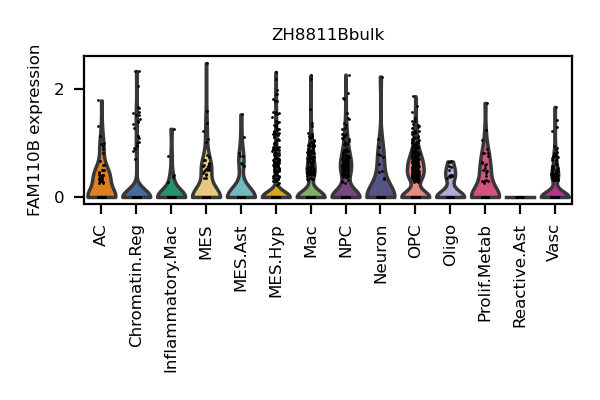 ZH8811Bbulk
FAM110B expression
2
0
AC
Chromatin.Reg
Inflammatory.Mac
MES
MES.Ast
MES.Hyp
Mac
NPC
Neuron
OPC
Oligo
Prolif.Metab
Reactive.Ast
Vasc